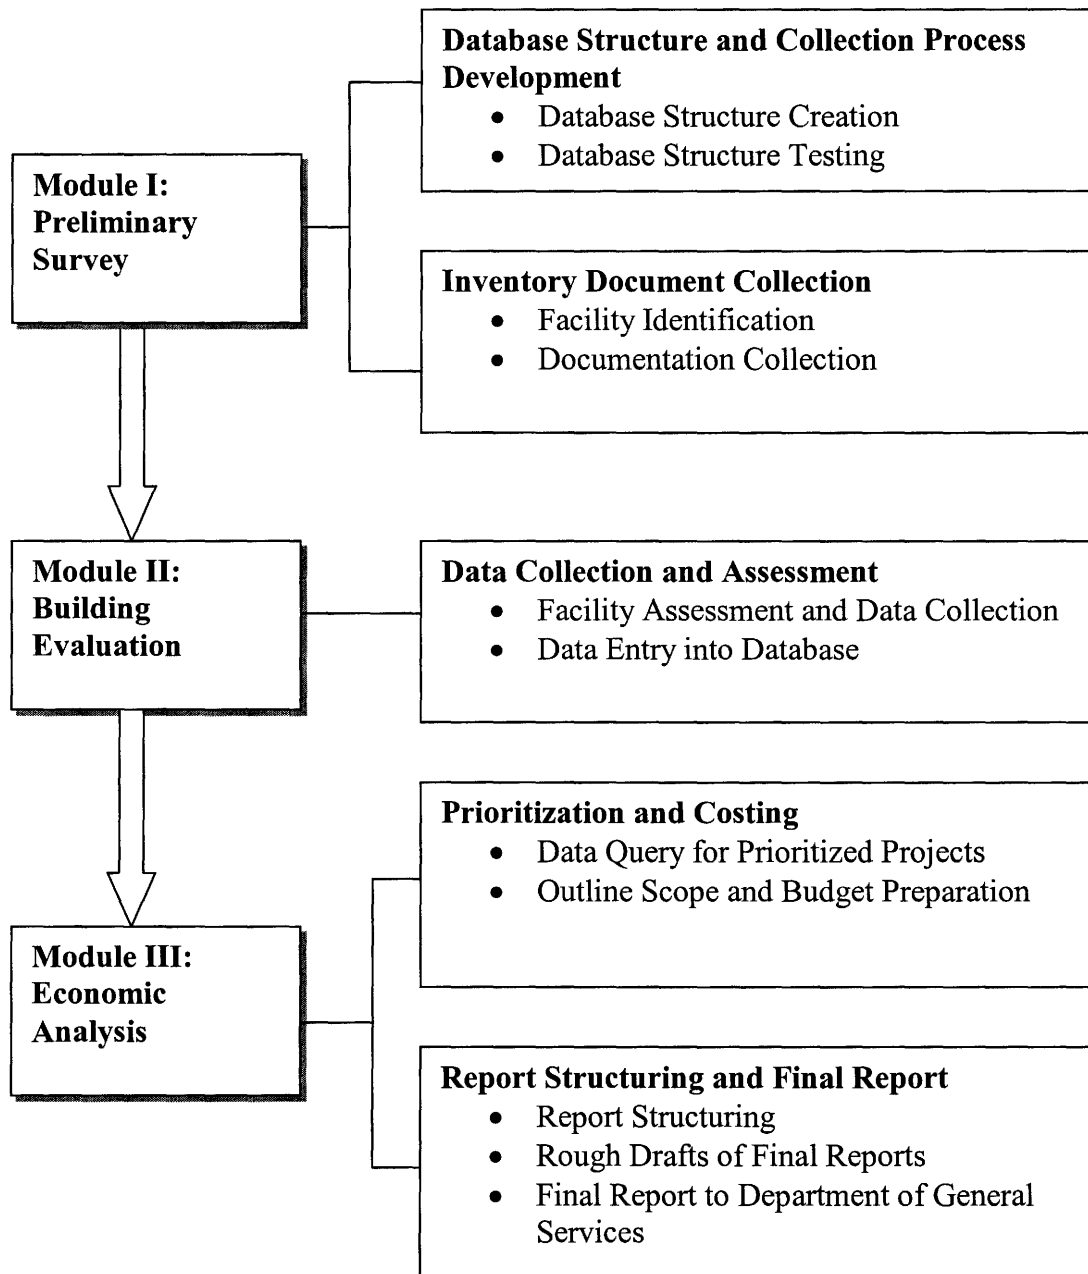 Module I:
Preliminary
Survey
Database Structure and Collection Process
Development
• Database Structure Creation
• Database Structure Testing
Inventory Document Collection
• Facility Identification
• Documentation Collection
Module II:
Building
Evaluation
Data Collection and Assessment
• Facility Assessment and Data Collection
• Data Entry into Database
Module III:
Economic
Analysis
Prioritization and Costing
• Data Query for Prioritized Projects
• Outline Scope and Budget Preparation
Report Structuring and Final Report
• Report Structuring
• Rough Drafts of Final Reports
• Final Report to Department of General
Services